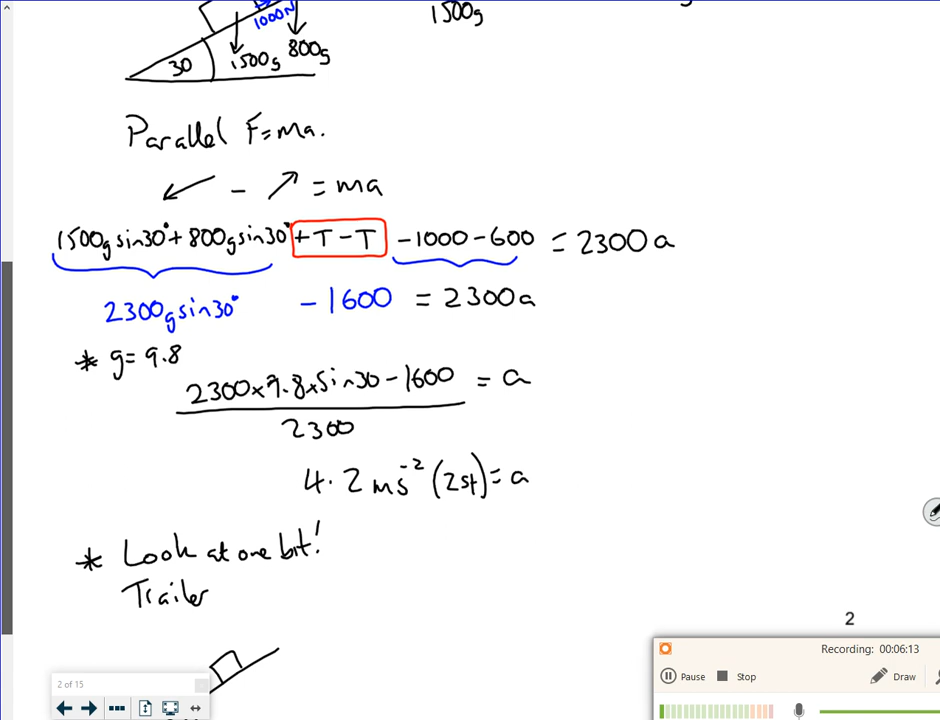 1000N
1500g
30
1500g 800g
Parallel F=ma.
↙ - ↗ = ma
1500g sin30° + 800g sin30° + T - T - 1000 - 600 = 2300a
2300g sin30° - 1600 = 2300a
* g = 9.8
2300×9.8×sin30 - 1600 = a
2300
4.2 ms⁻² (2sf) = a
* Look at one bit!
Trailer
2
Recording: 00:06:13
Pause Stop Draw
2 of 15